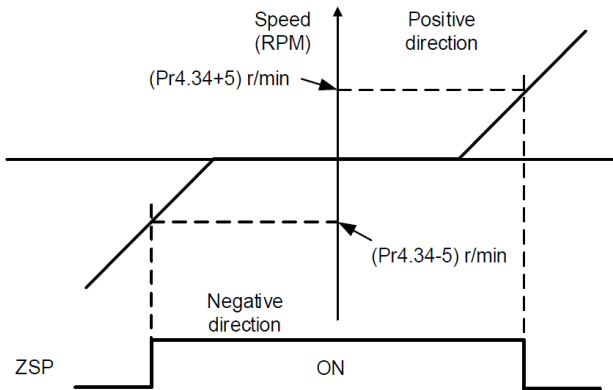 Speed
(RPM)
Positive
direction
(Pr4.34+5) r/min
(Pr4.34-5) r/min
Negative
direction
ZSP
ON